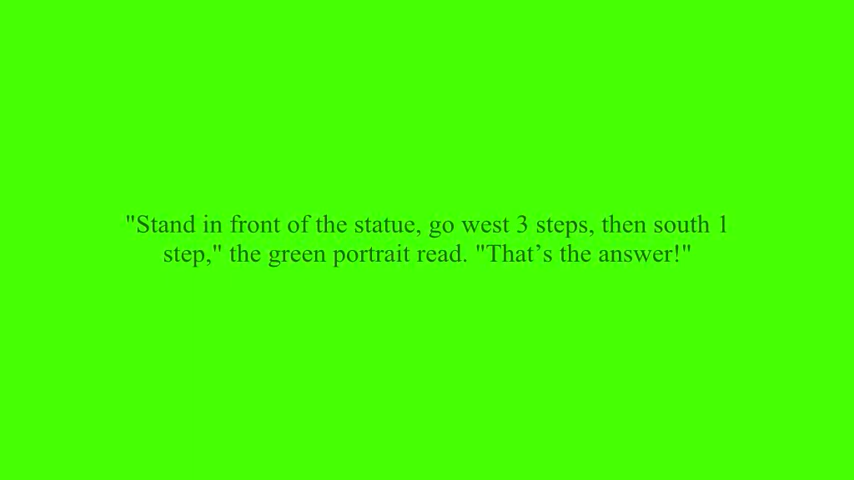 "Stand in front of the statue, go west 3 steps, then south 1
step," the green portrait read. "That’s the answer!"